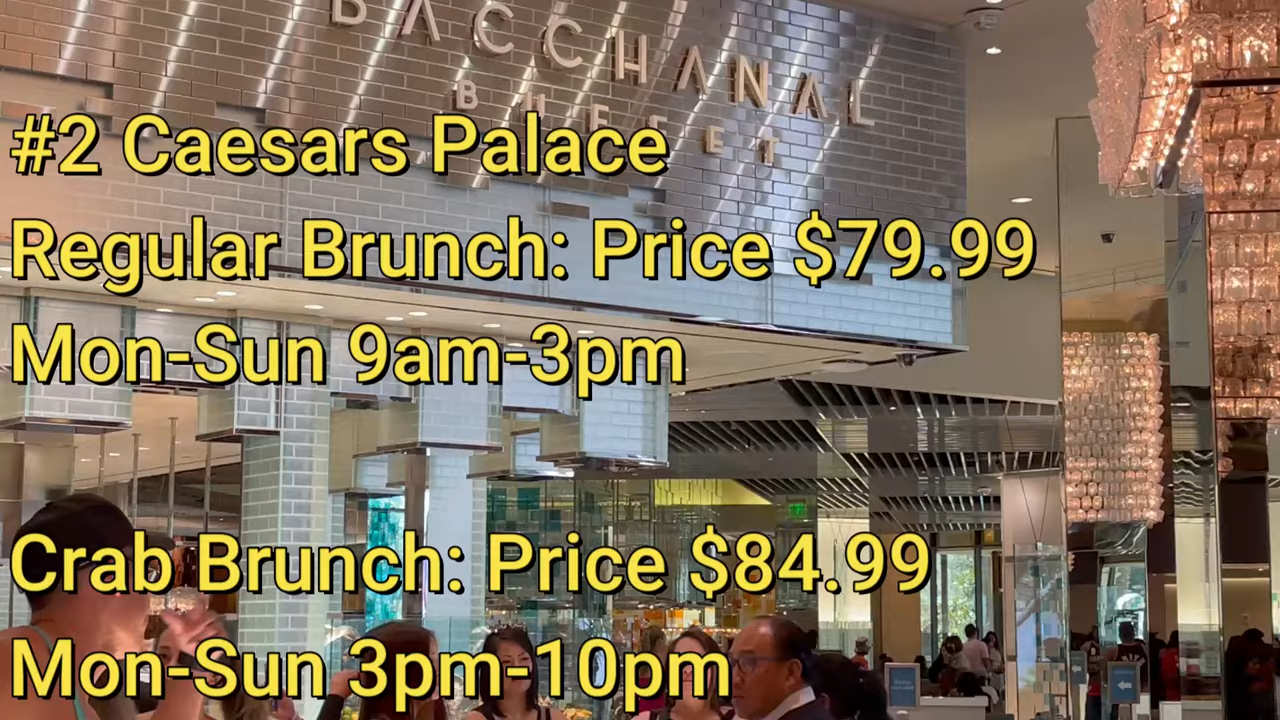 BACCHANAL
BUFFET
#2 Caesars Palace
Regular Brunch: Price $79.99
Mon-Sun 9am-3pm
Crab Brunch: Price $84.99
Mon-Sun 3pm-10pm